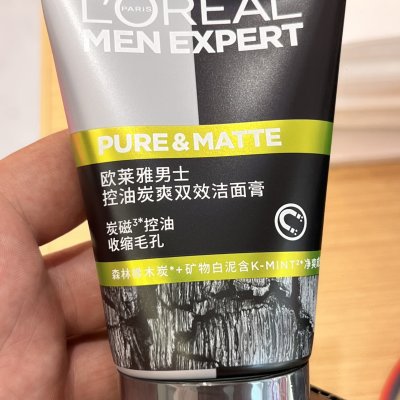 L'ORÉAL
PARIS
MEN EXPERT
PURE & MATTE
欧莱雅男士
控油炭爽双效洁面膏
炭磁3*控油
收缩毛孔
森林木炭*+矿物白泥含K-MINT2*净爽